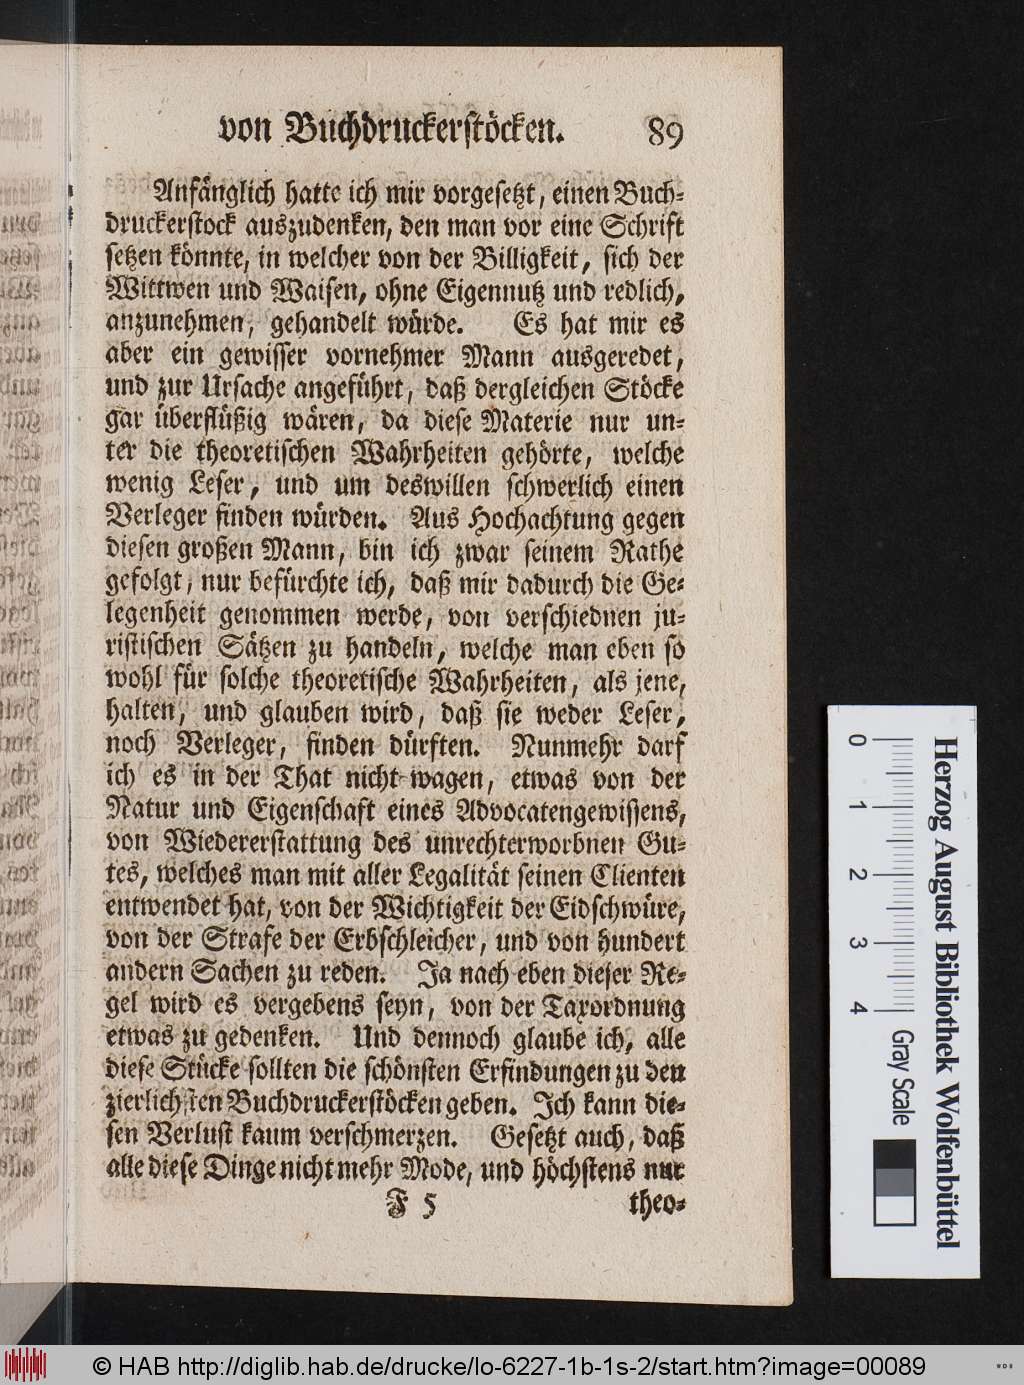 von Buchdruckerstöcken. 89
Anfänglich hatte ich mir vorgesetzt, einen Buch-
druckerstock auszudenken, den man vor eine Schrift
setzen könnte, in welcher von der Billigkeit, sich der
Wittwen und Waisen, ohne Eigennutz und redlich,
anzunehmen, gehandelt würde. Es hat mir es
aber ein gewisser vornehmer Mann ausgeredet,
und zur Ursache angeführt, daß dergleichen Stöcke
gar überflüßig wären, da diese Materie nur un-
ter die theoretischen Wahrheiten gehörte, welche
wenig Leser, und um deswillen schwerlich einen
Verleger finden würden. Aus Hochachtung gegen
diesen großen Mann, bin ich zwar seinem Rathe
gefolgt, nur befürchte ich, daß mir dadurch die Ge-
legenheit genommen werde, von verschiednen ju-
ristischen Sätzen zu handeln, welche man eben so
wohl für solche theoretische Wahrheiten, als jene,
halten, und glauben wird, daß sie weder Leser,
noch Verleger, finden dürften. Nunmehr darf
ich es in der That nicht wagen, etwas von der
Natur und Eigenschaft eines Advocatengewissens,
von Wiedererstattung des unrechterworbnen Gu-
tes, welches man mit aller Legalität seinen Clienten
entwendet hat, von der Wichtigkeit der Eidschwüre,
von der Strafe der Erbschleicher, und von hundert
andern Sachen zu reden. Ja nach eben dieser Re-
gel wird es vergebens seyn, von der Taxordnung
etwas zu gedenken. Und dennoch glaube ich, alle
diese Stücke sollten die schönsten Erfindungen zu den
zierlichsten Buchdruckerstöcken geben. Ich kann die-
sen Verlust kaum verschmerzen. Gesetzt auch, daß
alle diese Dinge nicht mehr Mode, und höchstens nur
F 5 theo-
0 1 2 3 4
Herzog August Bibliothek Wolfenbüttel
Gray Scale
© HAB http://diglib.hab.de/drucke/lo-6227-1b-1s-2/start.htm?image=00089